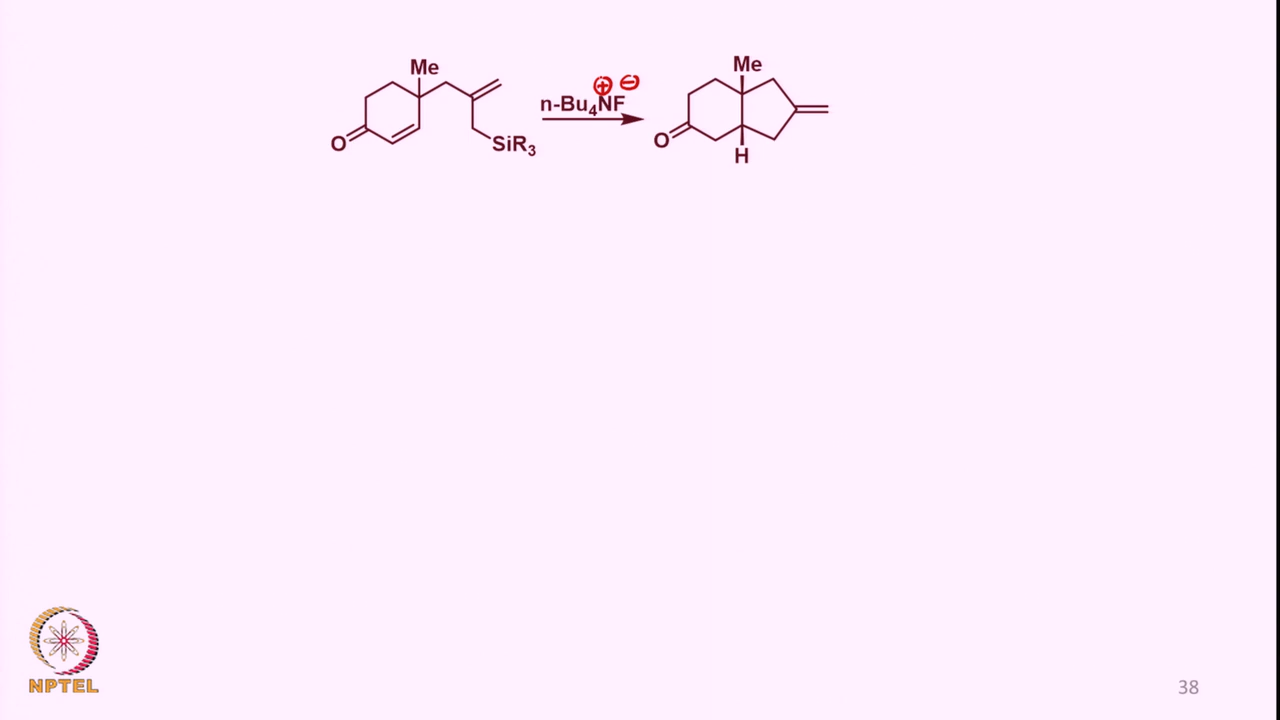 Me
n-Bu4NF
⊕ ⊖
O
SiR3
Me
O
H
NPTEL
38